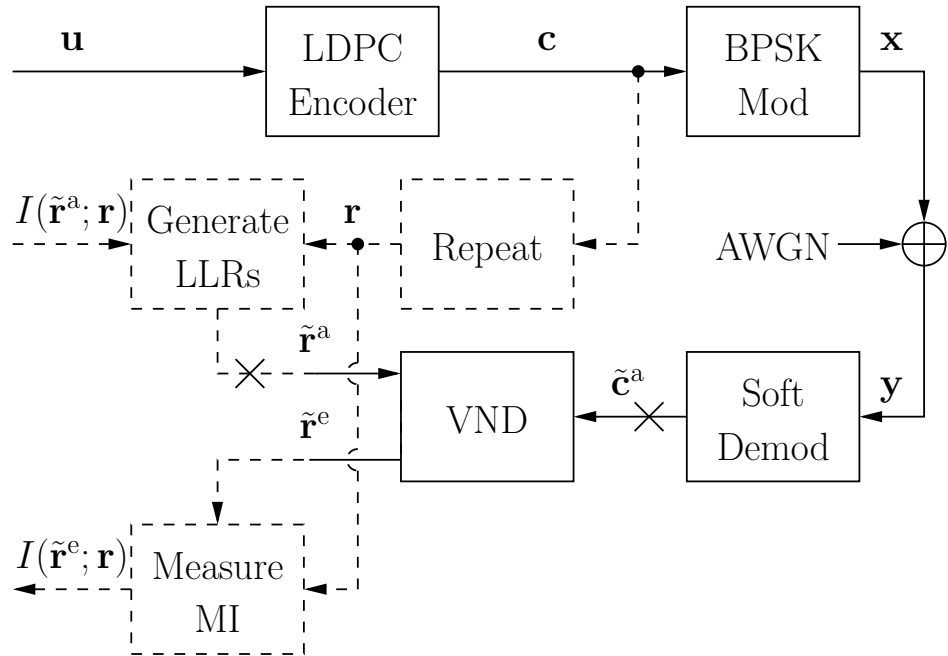 u
LDPC
Encoder
c
BPSK
Mod
x
I(r̃ᵃ; r)
Generate
LLRs
r
Repeat
AWGN
r̃ᵃ
c̃ᵃ
y
r̃ᵉ
VND
Soft
Demod
I(r̃ᵉ; r)
Measure
MI